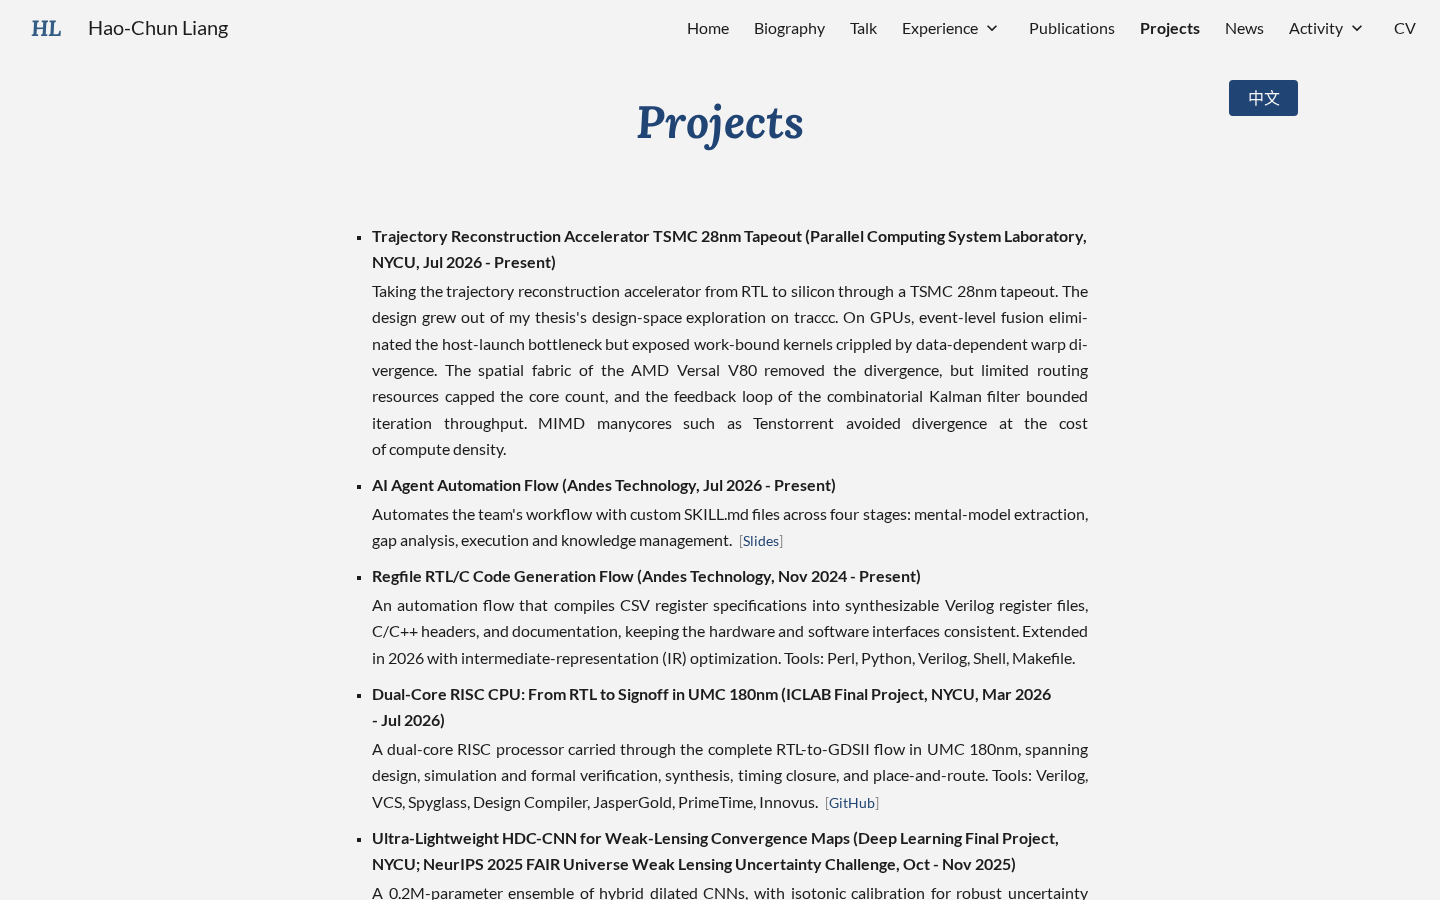 HL
Hao-Chun Liang
Home
Biography
Talk
Experience
Publications
Projects
News
Activity
CV
中文
Projects
Trajectory Reconstruction Accelerator TSMC 28nm Tapeout (Parallel Computing System Laboratory,
NYCU, Jul 2026 - Present)
Taking the trajectory reconstruction accelerator from RTL to silicon through a TSMC 28nm tapeout. The
design grew out of my thesis's design-space exploration on traccc. On GPUs, event-level fusion elimi-
nated the host-launch bottleneck but exposed work-bound kernels crippled by data-dependent warp di-
vergence. The spatial fabric of the AMD Versal V80 removed the divergence, but limited routing
resources capped the core count, and the feedback loop of the combinatorial Kalman filter bounded
iteration throughput. MIMD manycores such as Tenstorrent avoided divergence at the cost
of compute density.
AI Agent Automation Flow (Andes Technology, Jul 2026 - Present)
Automates the team's workflow with custom SKILL.md files across four stages: mental-model extraction,
gap analysis, execution and knowledge management. [Slides]
Regfile RTL/C Code Generation Flow (Andes Technology, Nov 2024 - Present)
An automation flow that compiles CSV register specifications into synthesizable Verilog register files,
C/C++ headers, and documentation, keeping the hardware and software interfaces consistent. Extended
in 2026 with intermediate-representation (IR) optimization. Tools: Perl, Python, Verilog, Shell, Makefile.
Dual-Core RISC CPU: From RTL to Signoff in UMC 180nm (ICLAB Final Project, NYCU, Mar 2026
- Jul 2026)
A dual-core RISC processor carried through the complete RTL-to-GDSII flow in UMC 180nm, spanning
design, simulation and formal verification, synthesis, timing closure, and place-and-route. Tools: Verilog,
VCS, Spyglass, Design Compiler, JasperGold, PrimeTime, Innovus. [GitHub]
Ultra-Lightweight HDC-CNN for Weak-Lensing Convergence Maps (Deep Learning Final Project,
NYCU; NeurIPS 2025 FAIR Universe Weak Lensing Uncertainty Challenge, Oct - Nov 2025)
A 0.2M-parameter ensemble of hybrid dilated CNNs, with isotonic calibration for robust uncertainty